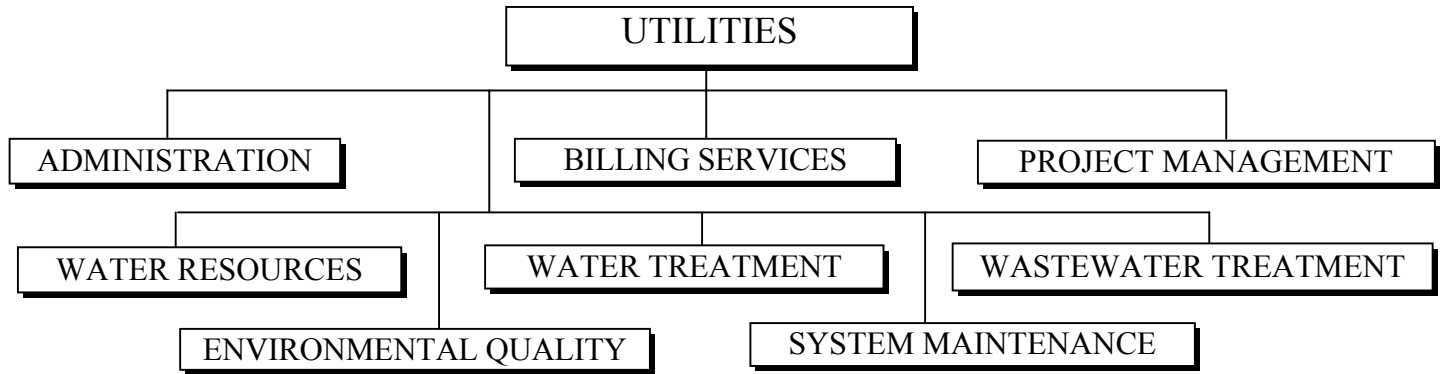 UTILITIES
ADMINISTRATION
BILLING SERVICES
PROJECT MANAGEMENT
WATER RESOURCES
WATER TREATMENT
WASTEWATER TREATMENT
ENVIRONMENTAL QUALITY
SYSTEM MAINTENANCE